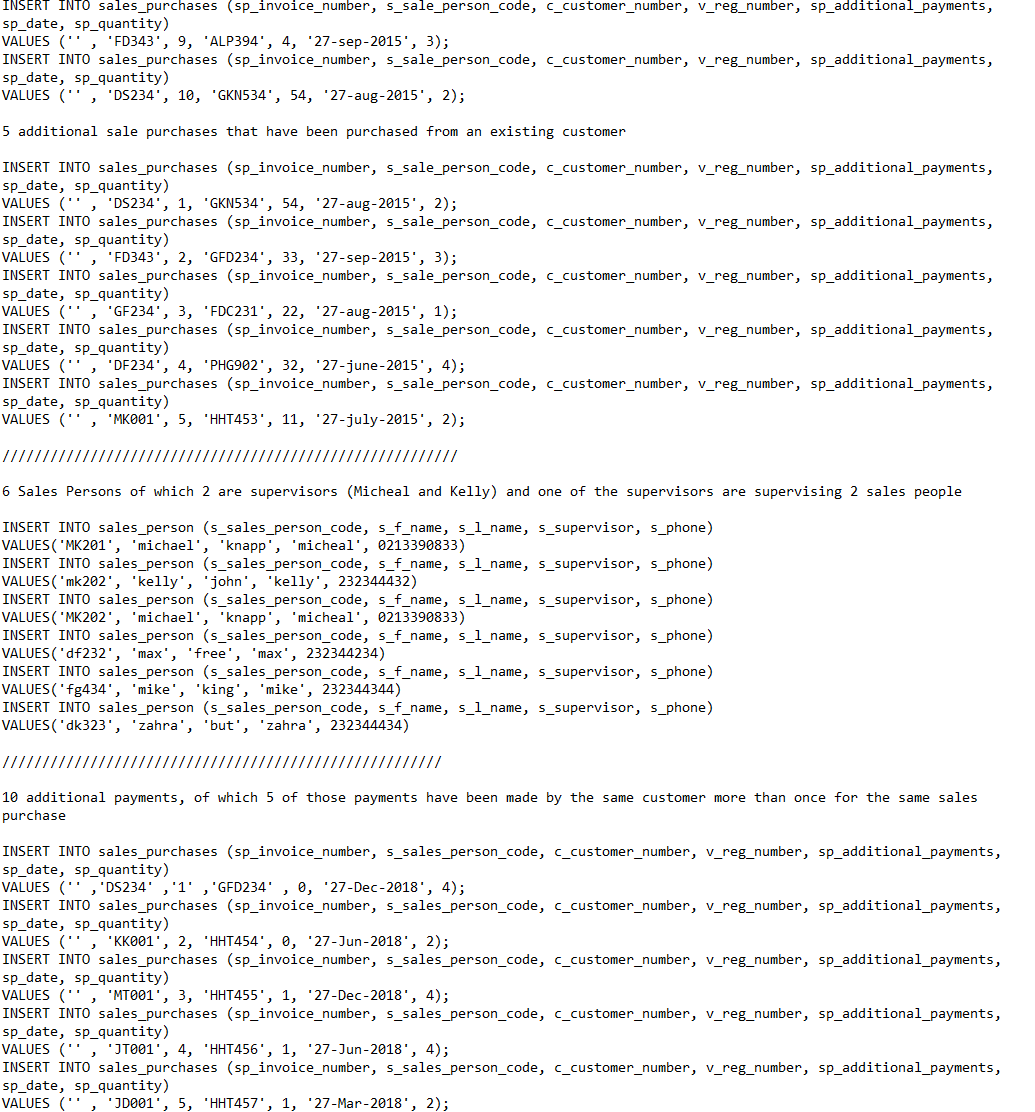 INSERT INTO sales_purchases (sp_invoice_number, s_sale_person_code, c_customer_number, v_reg_number, sp_additional_payments,
sp_date, sp_quantity)
VALUES ('' , 'FD343', 9, 'ALP394', 4, '27-sep-2015', 3);
INSERT INTO sales_purchases (sp_invoice_number, s_sale_person_code, c_customer_number, v_reg_number, sp_additional_payments,
sp_date, sp_quantity)
VALUES ('' , 'DS234', 10, 'GKN534', 54, '27-aug-2015', 2);
5 additional sale purchases that have been purchased from an existing customer
INSERT INTO sales_purchases (sp_invoice_number, s_sale_person_code, c_customer_number, v_reg_number, sp_additional_payments,
sp_date, sp_quantity)
VALUES ('' , 'DS234', 1, 'GKN534', 54, '27-aug-2015', 2);
INSERT INTO sales_purchases (sp_invoice_number, s_sale_person_code, c_customer_number, v_reg_number, sp_additional_payments,
sp_date, sp_quantity)
VALUES ('' , 'FD343', 2, 'GFD234', 33, '27-sep-2015', 3);
INSERT INTO sales_purchases (sp_invoice_number, s_sale_person_code, c_customer_number, v_reg_number, sp_additional_payments,
sp_date, sp_quantity)
VALUES ('' , 'GF234', 3, 'FDC231', 22, '27-aug-2015', 1);
INSERT INTO sales_purchases (sp_invoice_number, s_sale_person_code, c_customer_number, v_reg_number, sp_additional_payments,
sp_date, sp_quantity)
VALUES ('' , 'DF234', 4, 'PHG902', 32, '27-june-2015', 4);
INSERT INTO sales_purchases (sp_invoice_number, s_sale_person_code, c_customer_number, v_reg_number, sp_additional_payments,
sp_date, sp_quantity)
VALUES ('' , 'MK001', 5, 'HHT453', 11, '27-july-2015', 2);
/////////////////////////////////////////////////////////
6 Sales Persons of which 2 are supervisors (Micheal and Kelly) and one of the supervisors are supervising 2 sales people
INSERT INTO sales_person (s_sales_person_code, s_f_name, s_l_name, s_supervisor, s_phone)
VALUES('MK201', 'michael', 'knapp', 'micheal', 0213390833)
INSERT INTO sales_person (s_sales_person_code, s_f_name, s_l_name, s_supervisor, s_phone)
VALUES('mk202', 'kelly', 'john', 'kelly', 232344432)
INSERT INTO sales_person (s_sales_person_code, s_f_name, s_l_name, s_supervisor, s_phone)
VALUES('MK202', 'michael', 'knapp', 'micheal', 0213390833)
INSERT INTO sales_person (s_sales_person_code, s_f_name, s_l_name, s_supervisor, s_phone)
VALUES('df232', 'max', 'free', 'max', 232344234)
INSERT INTO sales_person (s_sales_person_code, s_f_name, s_l_name, s_supervisor, s_phone)
VALUES('fg434', 'mike', 'king', 'mike', 232344344)
INSERT INTO sales_person (s_sales_person_code, s_f_name, s_l_name, s_supervisor, s_phone)
VALUES('dk323', 'zahra', 'but', 'zahra', 232344434)
///////////////////////////////////////////////////////
10 additional payments, of which 5 of those payments have been made by the same customer more than once for the same sales
purchase
INSERT INTO sales_purchases (sp_invoice_number, s_sales_person_code, c_customer_number, v_reg_number, sp_additional_payments,
sp_date, sp_quantity)
VALUES ('' ,'DS234' ,'1' ,'GFD234' , 0, '27-Dec-2018', 4);
INSERT INTO sales_purchases (sp_invoice_number, s_sales_person_code, c_customer_number, v_reg_number, sp_additional_payments,
sp_date, sp_quantity)
VALUES ('' , 'KK001', 2, 'HHT454', 0, '27-Jun-2018', 2);
INSERT INTO sales_purchases (sp_invoice_number, s_sales_person_code, c_customer_number, v_reg_number, sp_additional_payments,
sp_date, sp_quantity)
VALUES ('' , 'MT001', 3, 'HHT455', 1, '27-Dec-2018', 4);
INSERT INTO sales_purchases (sp_invoice_number, s_sales_person_code, c_customer_number, v_reg_number, sp_additional_payments,
sp_date, sp_quantity)
VALUES ('' , 'JT001', 4, 'HHT456', 1, '27-Jun-2018', 4);
INSERT INTO sales_purchases (sp_invoice_number, s_sales_person_code, c_customer_number, v_reg_number, sp_additional_payments,
sp_date, sp_quantity)
VALUES ('' , 'JD001', 5, 'HHT457', 1, '27-Mar-2018', 2);